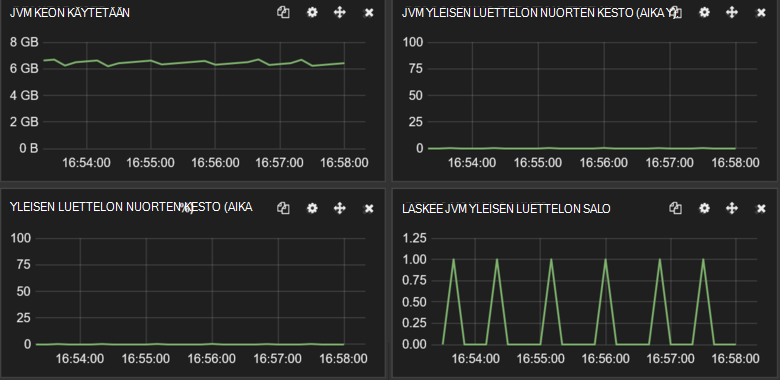 JVM KEON KÄYTETÄÄN
8 GB
6 GB
4 GB
2 GB
0 B
16:54:00 16:55:00 16:56:00 16:57:00 16:58:00
JVM YLEISEN LUETTELON NUORTEN KESTO (AIKA Y)
100
75
50
25
0
16:54:00 16:55:00 16:56:00 16:57:00 16:58:00
YLEISEN LUETTELON NUORTEN KESTO (AIKA
100
75
50
25
0
16:54:00 16:55:00 16:56:00 16:57:00 16:58:00
LASKEE JVM YLEISEN LUETTELON SALO
1.25
1.00
0.75
0.50
0.25
0.00
16:54:00 16:55:00 16:56:00 16:57:00 16:58:00